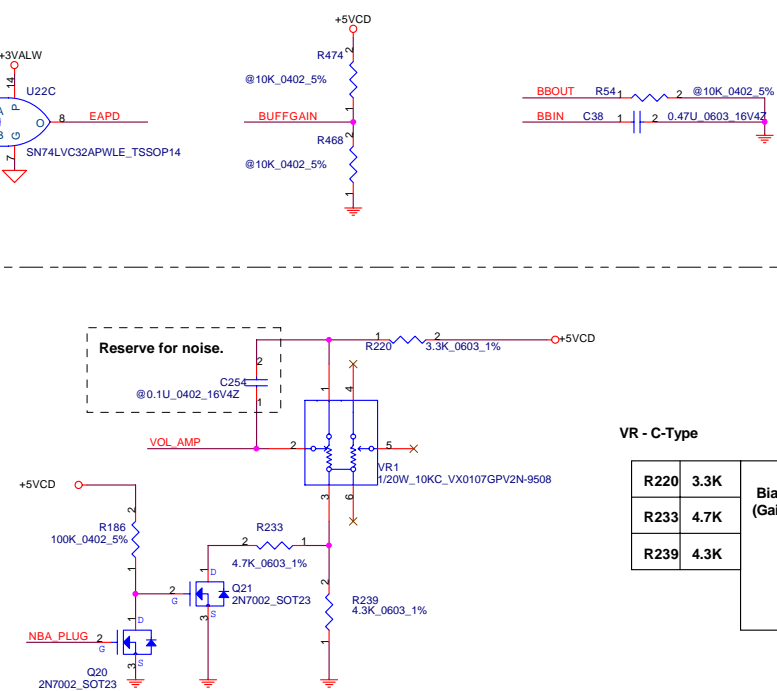 +5VCD
+3VALW
14
U22C
A
P
B
G
O
8
EAPD
7
SN74LVC32APWLE_TSSOP14
R474
2
@10K_0402_5%
1
BUFFGAIN
R468
2
@10K_0402_5%
1
BBOUT
R54
1
2
@10K_0402_5%
BBIN
C38
1
2
0.47U_0603_16V4Z
Reserve for noise.
2
C254
@0.1U_0402_16V4Z
1
1
2
R220
3.3K_0603_1%
+5VCD
1
4
VOL_AMP
2
5
VR1
1/20W_10KC_VX0107GPV2N-9508
3
6
VR - C-Type
R220 3.3K
R233 4.7K
R239 4.3K
Bia
(Gai
+5VCD
2
R186
100K_0402_5%
1
R233
2
1
4.7K_0603_1%
1
D
2
G
Q21
2N7002_SOT23
S
3
2
R239
4.3K_0603_1%
1
1
D
NBA_PLUG
2
G
S
3
Q20
2N7002_SOT23